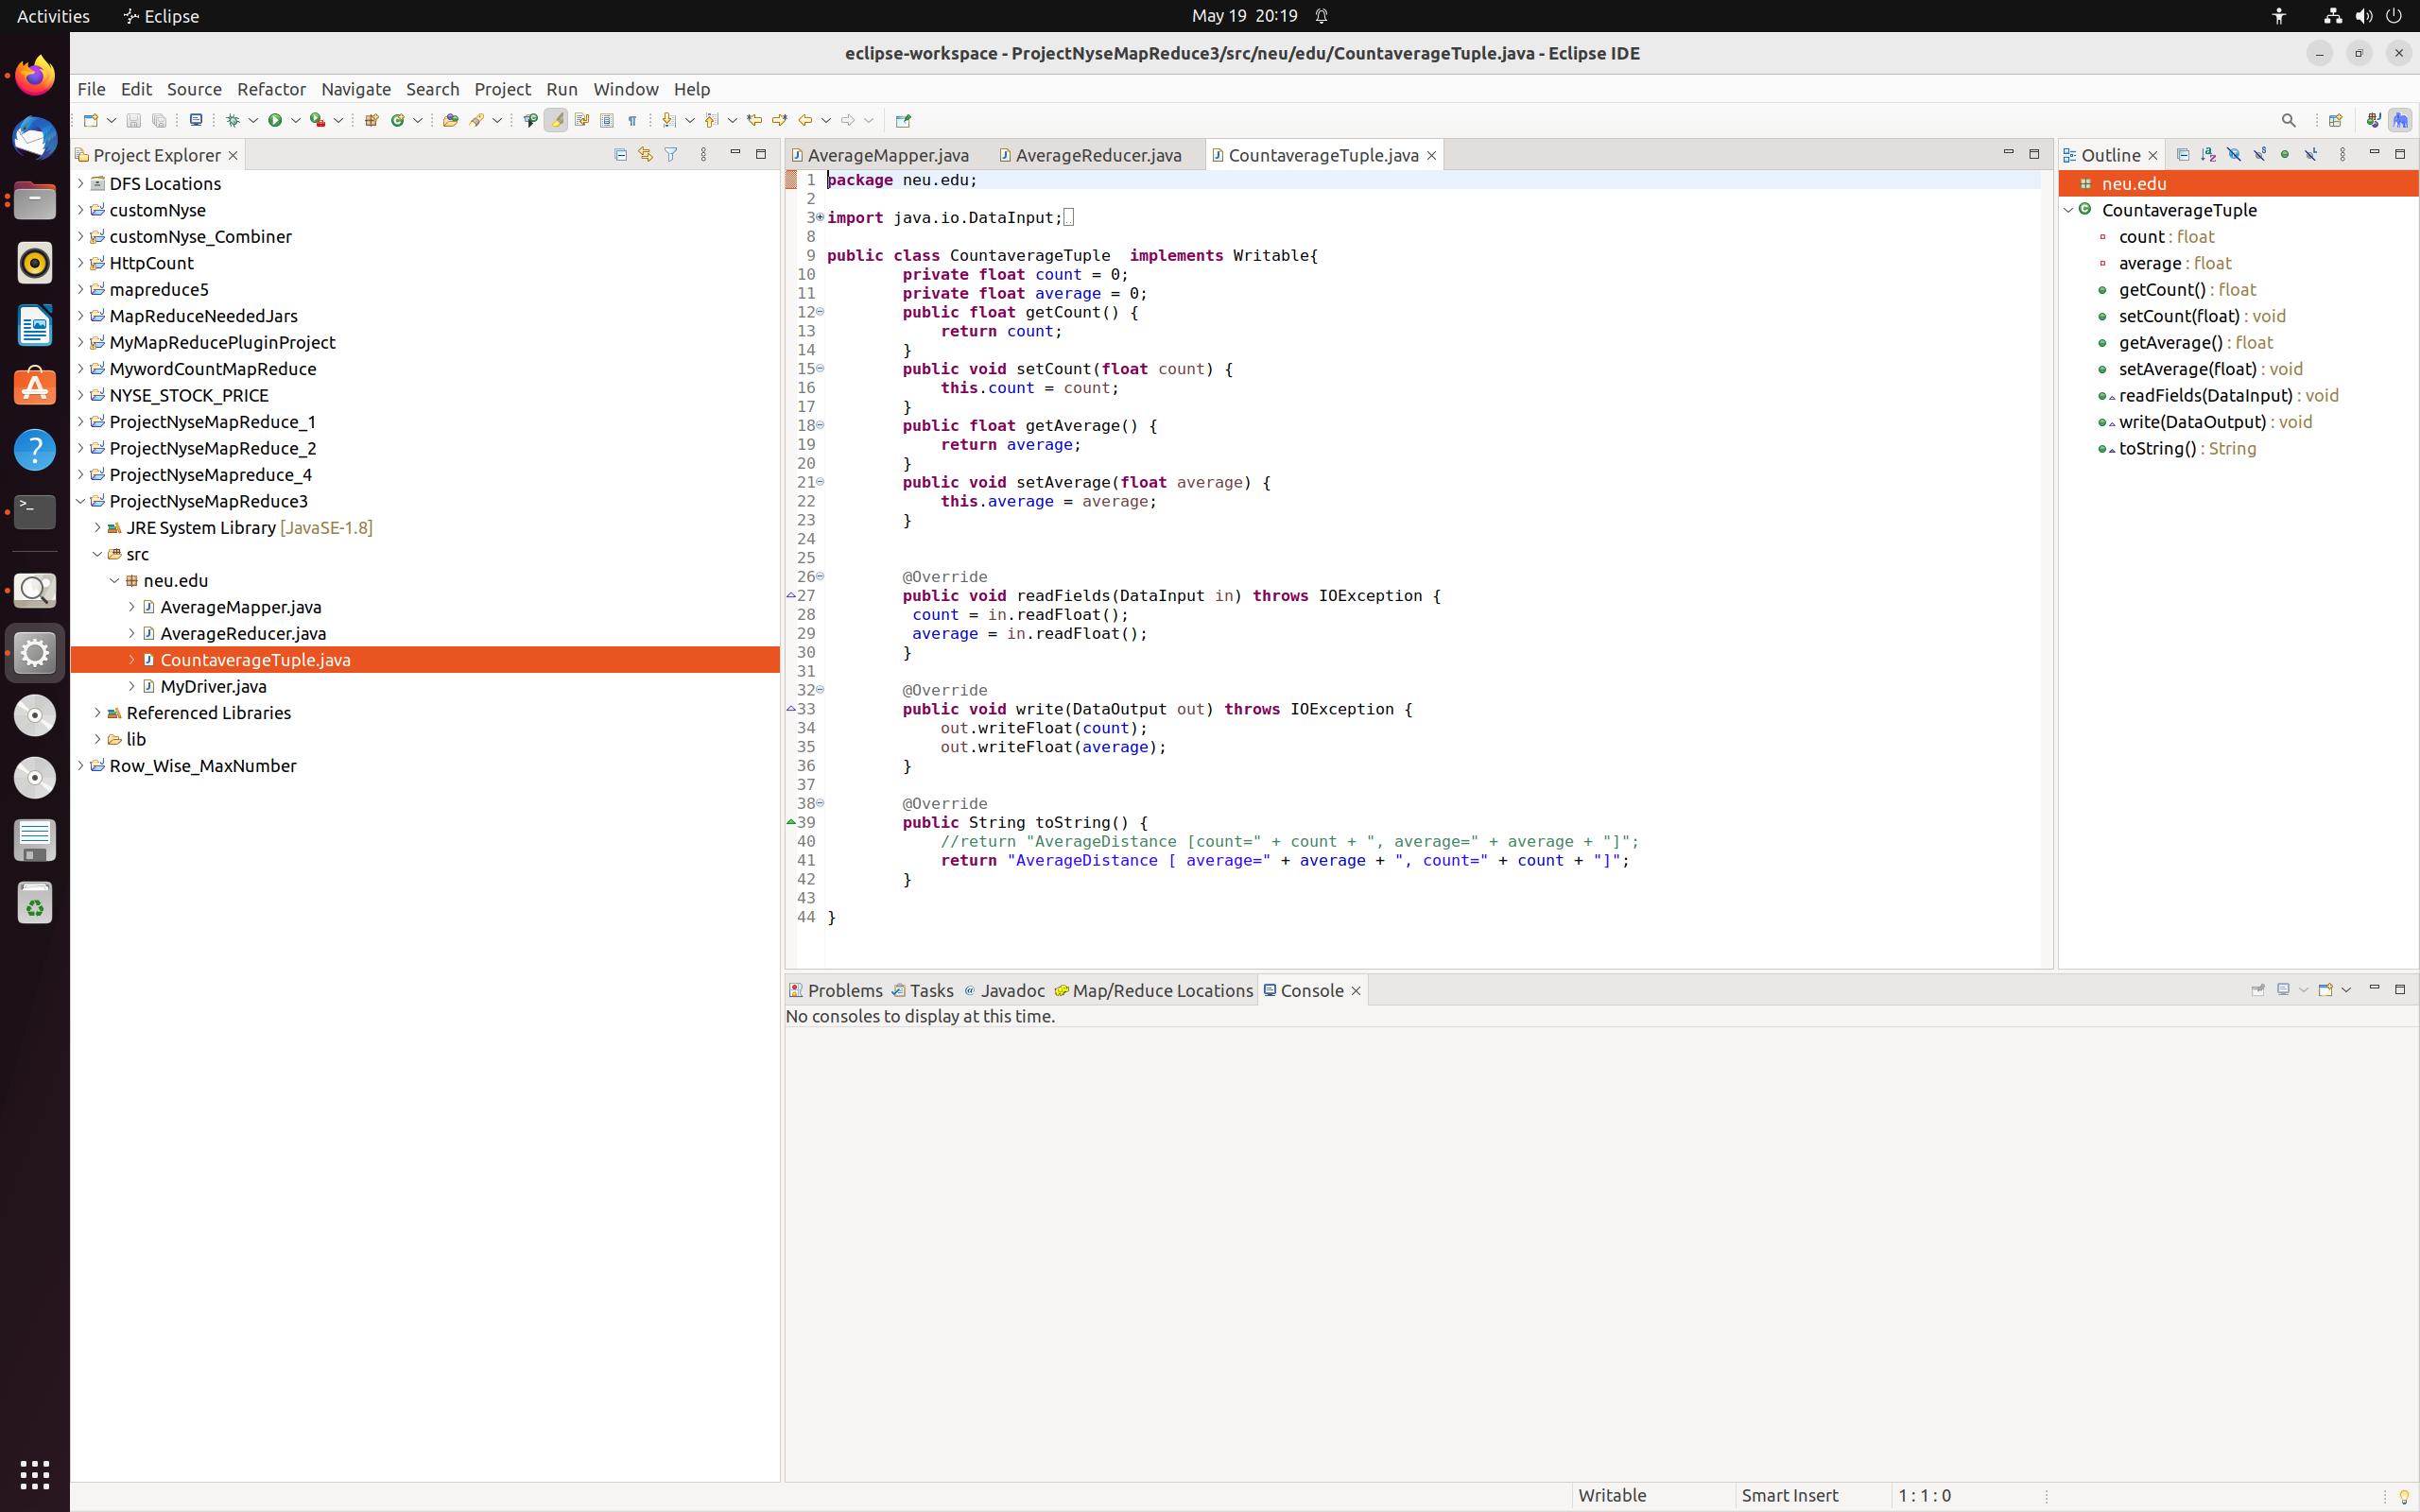 Activities Eclipse May 19 20:19
eclipse-workspace - ProjectNyseMapReduce3/src/neu/edu/CountaverageTuple.java - Eclipse IDE
File Edit Source Refactor Navigate Search Project Run Window Help
Project Explorer
DFS Locations
customNyse
customNyse_Combiner
HttpCount
mapreduce5
MapReduceNeededJars
MyMapReducePluginProject
MywordCountMapReduce
NYSE_STOCK_PRICE
ProjectNyseMapReduce_1
ProjectNyseMapReduce_2
ProjectNyseMapreduce_4
ProjectNyseMapReduce3
JRE System Library [JavaSE-1.8]
src
neu.edu
AverageMapper.java
AverageReducer.java
CountaverageTuple.java
MyDriver.java
Referenced Libraries
lib
Row_Wise_MaxNumber
AverageMapper.java AverageReducer.java CountaverageTuple.java
1 package neu.edu;
2
3 import java.io.DataInput;
8
9 public class CountaverageTuple  implements Writable{
10 private float count = 0;
11 private float average = 0;
12 public float getCount() {
13 return count;
14 }
15 public void setCount(float count) {
16 this.count = count;
17 }
18 public float getAverage() {
19 return average;
20 }
21 public void setAverage(float average) {
22 this.average = average;
23 }
24
25
26 @Override
27 public void readFields(DataInput in) throws IOException {
28 count = in.readFloat();
29 average = in.readFloat();
30 }
31
32 @Override
33 public void write(DataOutput out) throws IOException {
34 out.writeFloat(count);
35 out.writeFloat(average);
36 }
37
38 @Override
39 public String toString() {
40 //return "AverageDistance [count=" + count + ", average=" + average + "]";
41 return "AverageDistance [ average=" + average + ", count=" + count + "]";
42 }
43
44 }
Outline
neu.edu
CountaverageTuple
count : float
average : float
getCount() : float
setCount(float) : void
getAverage() : float
setAverage(float) : void
readFields(DataInput) : void
write(DataOutput) : void
toString() : String
Problems Tasks Javadoc Map/Reduce Locations Console
No consoles to display at this time.
Writable Smart Insert 1 : 1 : 0